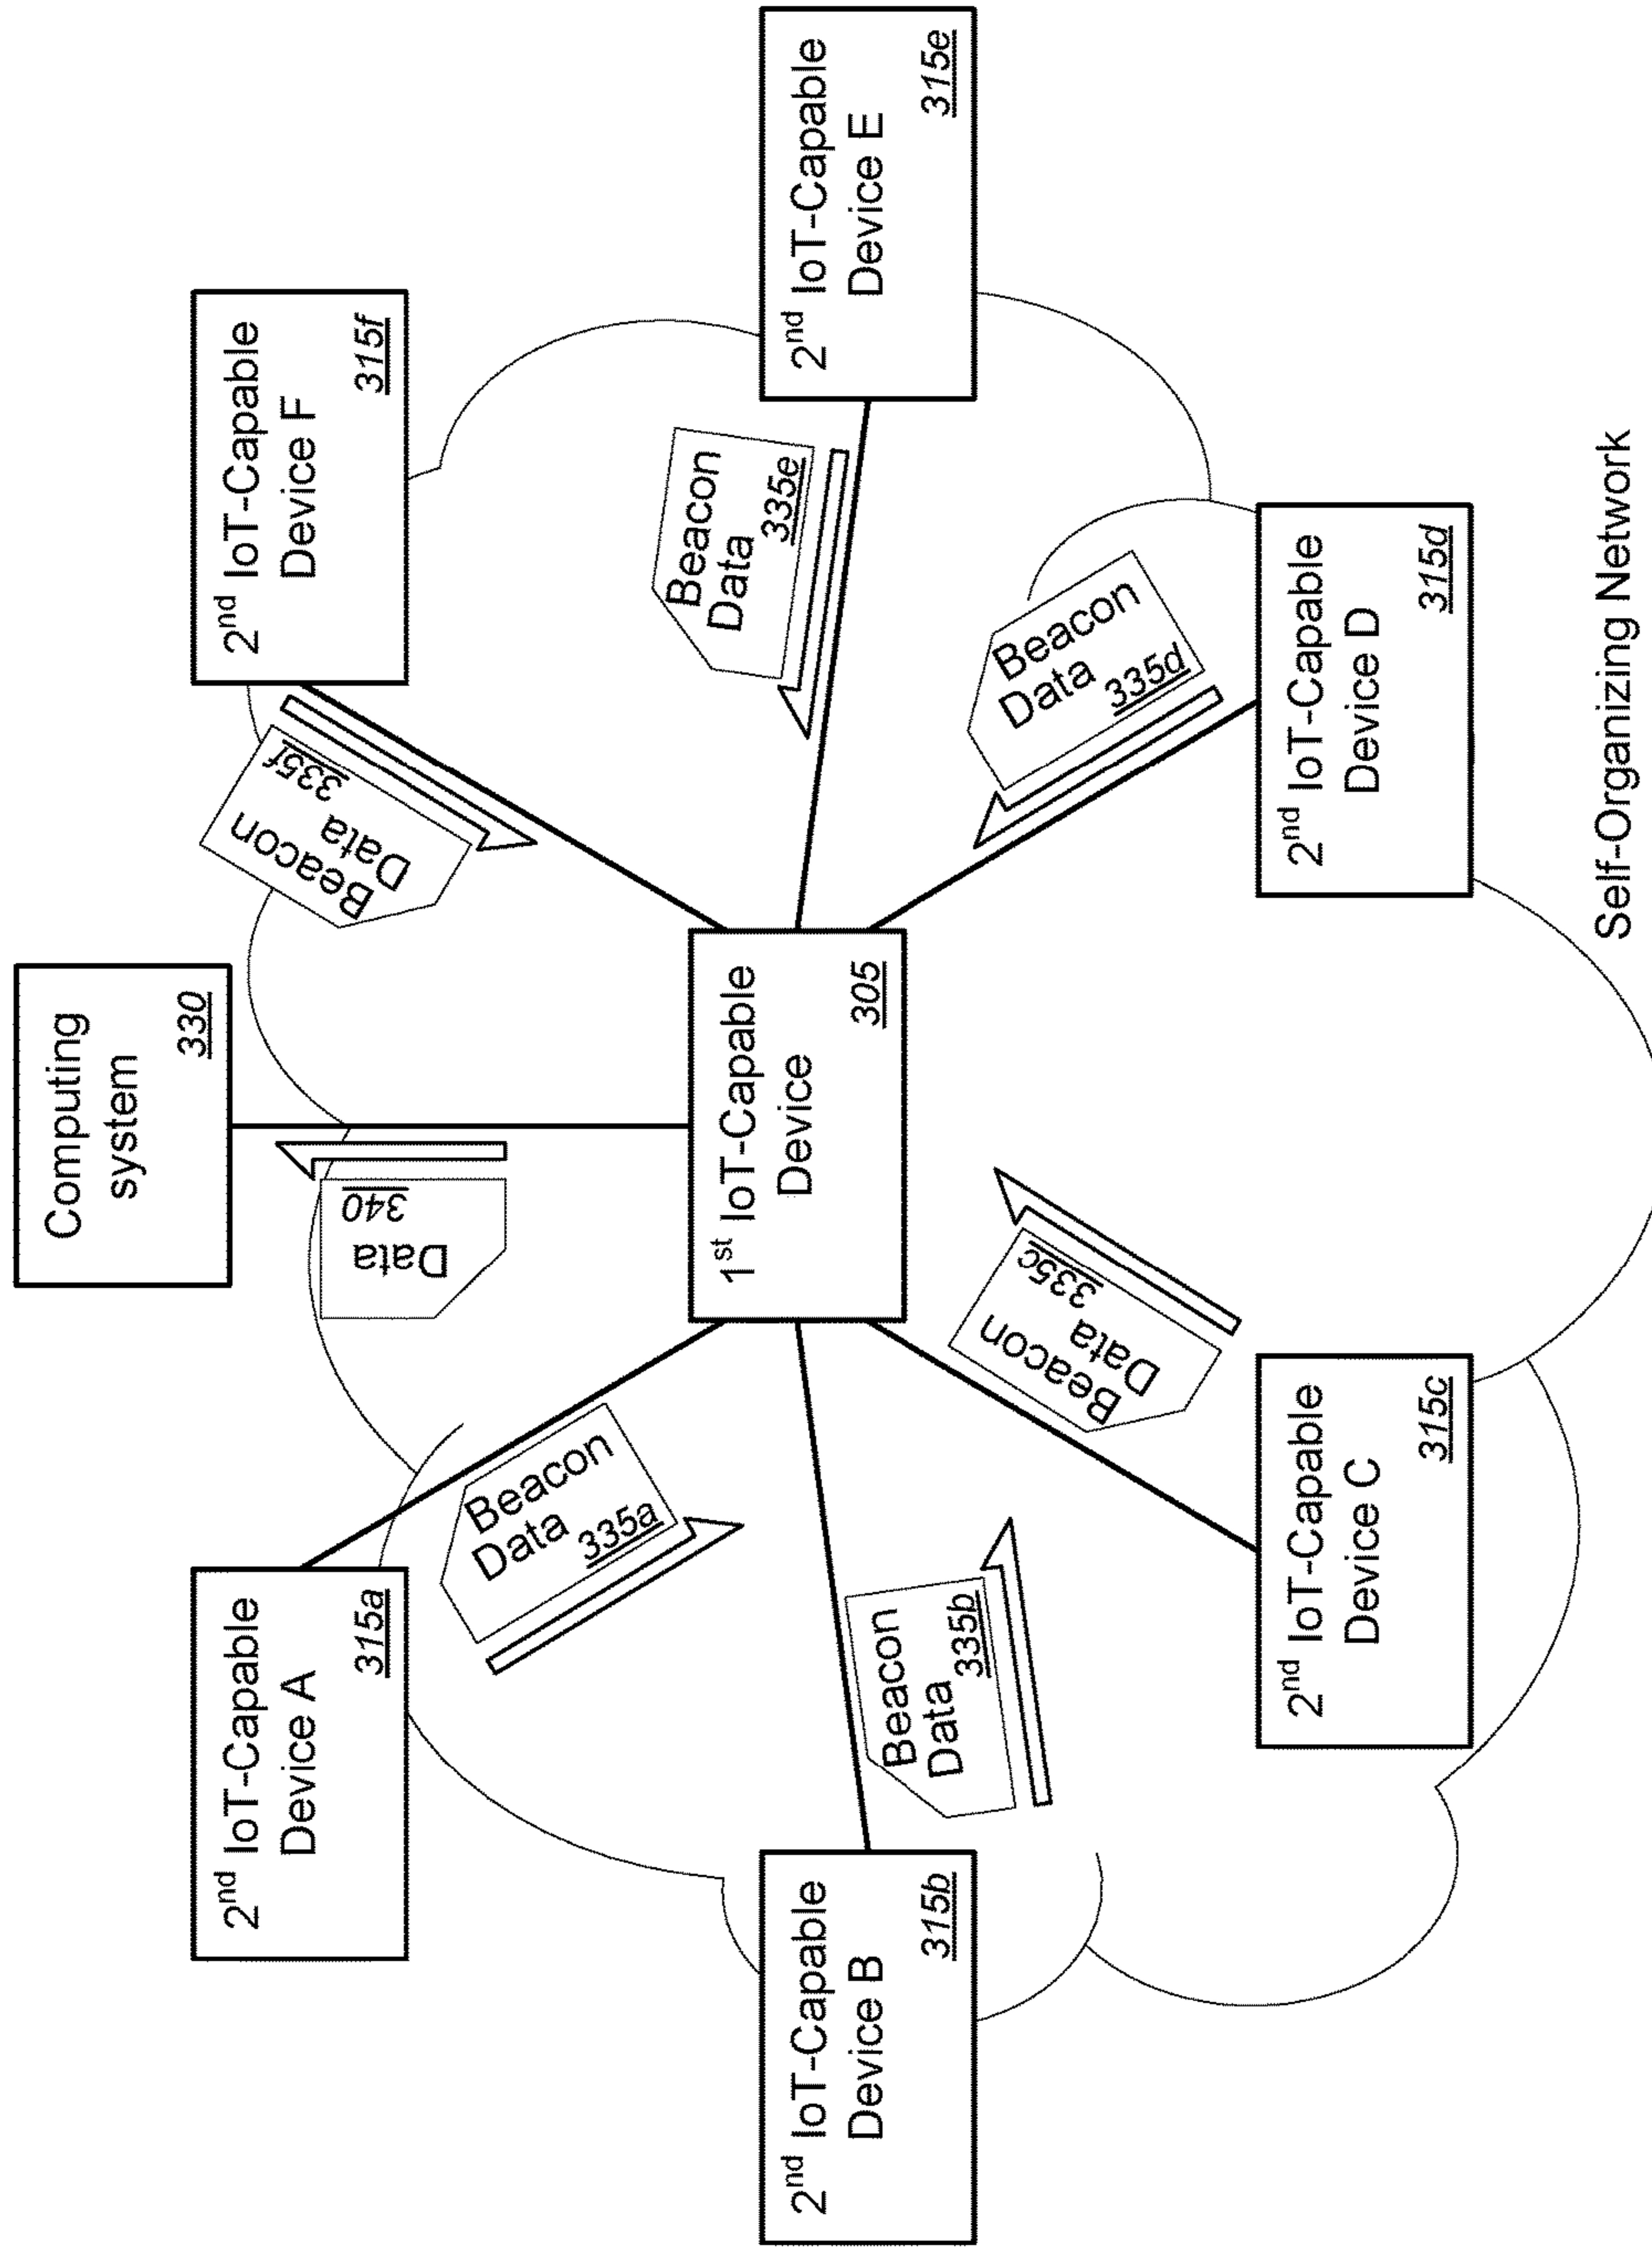 Computing
system
330
2nd IoT-Capable
Device A
315a
Data
340
2nd IoT-Capable
Device F
315f
Beacon
Data
335a
Beacon
Data
335f
2nd IoT-Capable
Device B
315b
Beacon
Data
335b
1st IoT-Capable
Device
305
Beacon
Data
335e
2nd IoT-Capable
Device E
315e
Beacon
Data
335c
Beacon
Data
335d
2nd IoT-Capable
Device C
315c
2nd IoT-Capable
Device D
315d
Self-Organizing Network